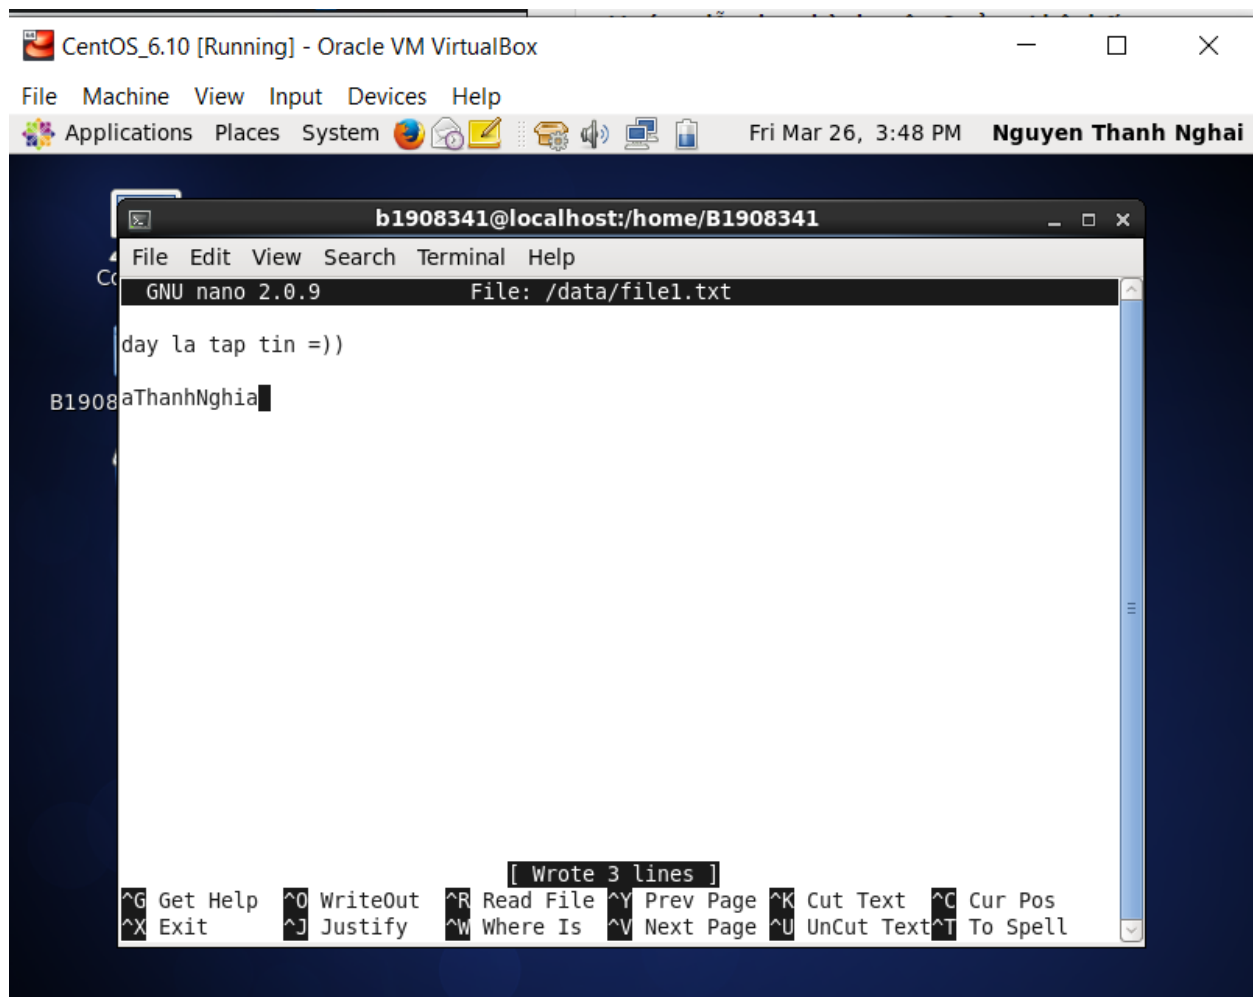 CentOS_6.10 [Running] - Oracle VM VirtualBox
File Machine View Input Devices Help
Applications Places System Fri Mar 26, 3:48 PM Nguyen Thanh Nghai
b1908341@localhost:/home/B1908341
File Edit View Search Terminal Help
GNU nano 2.0.9 File: /data/file1.txt
day la tap tin =))
B1908
aThanhNghia
[ Wrote 3 lines ]
^G Get Help ^O WriteOut ^R Read File ^Y Prev Page ^K Cut Text ^C Cur Pos
^X Exit ^J Justify ^W Where Is ^V Next Page ^U UnCut Text ^T To Spell